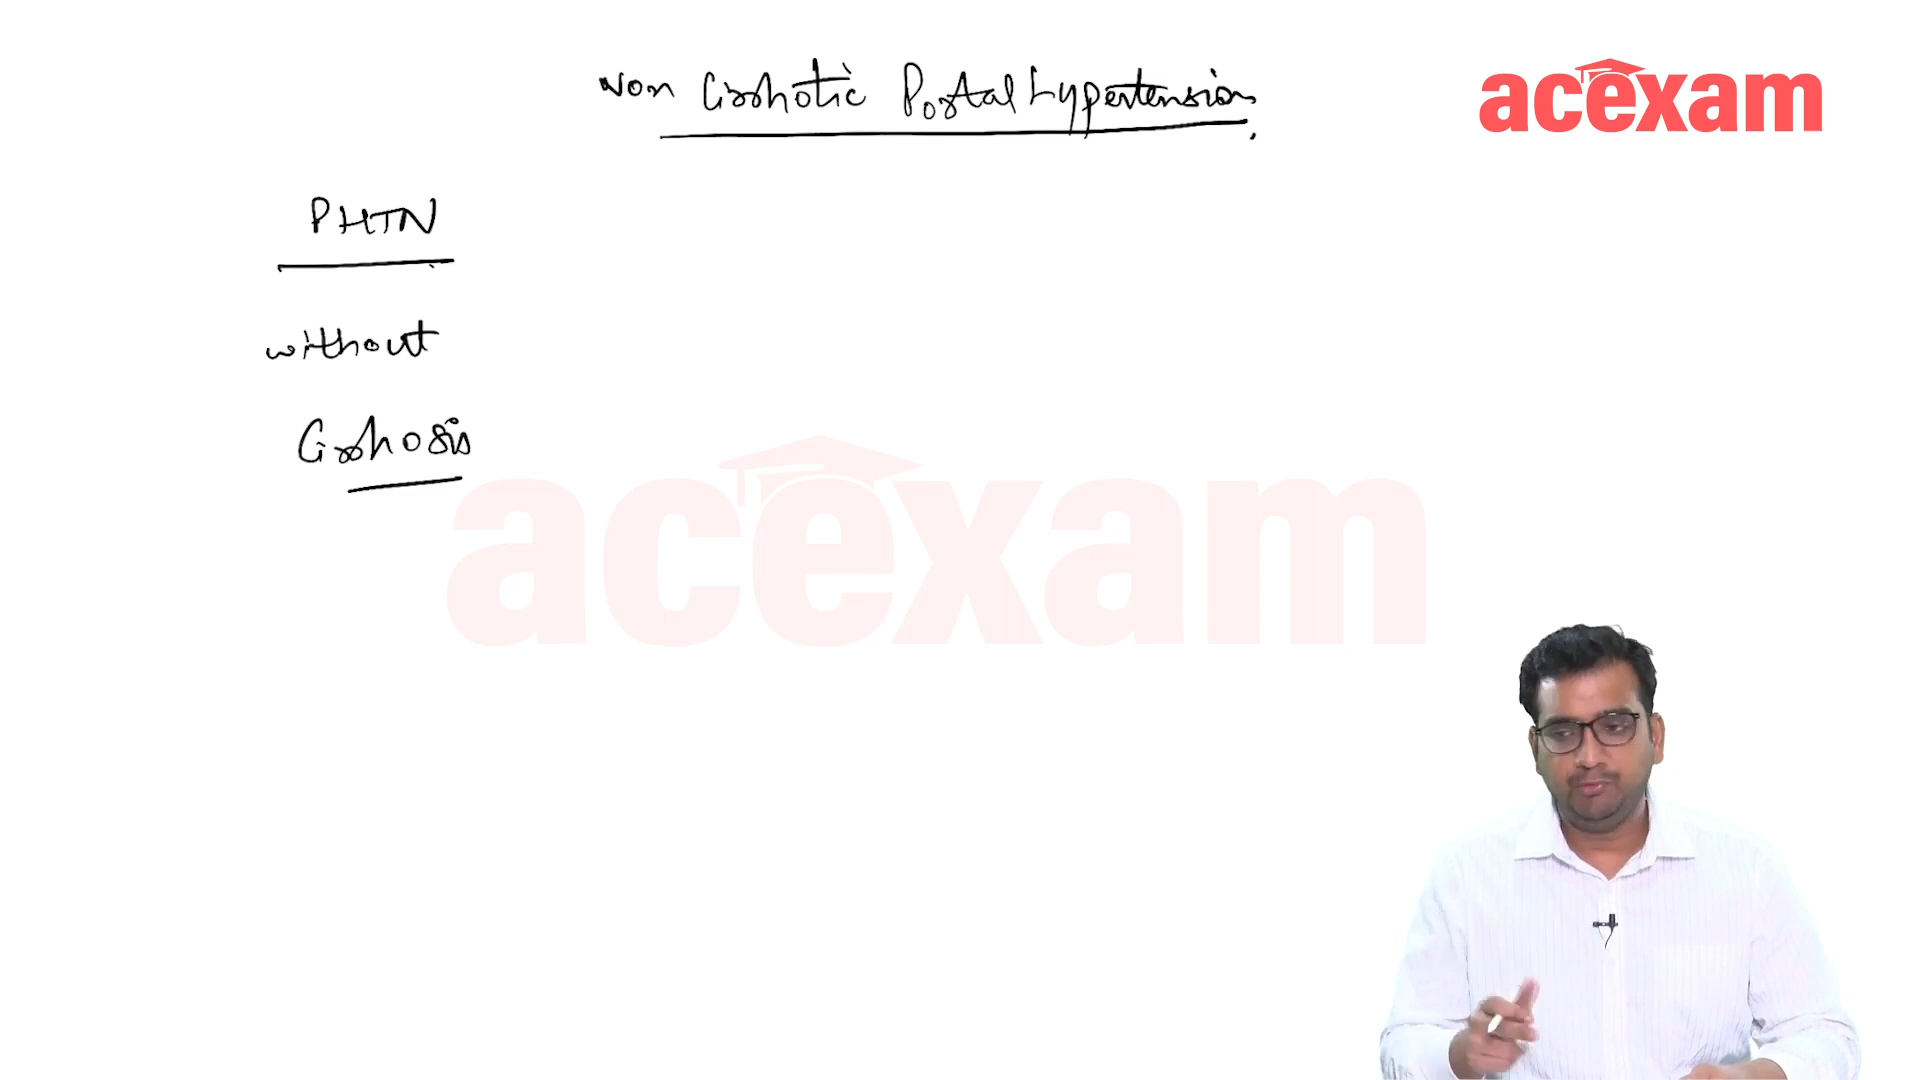 Non Cirrhotic Portal Hypertension
acexam
PHTN
without
Cirrhosis
acexam